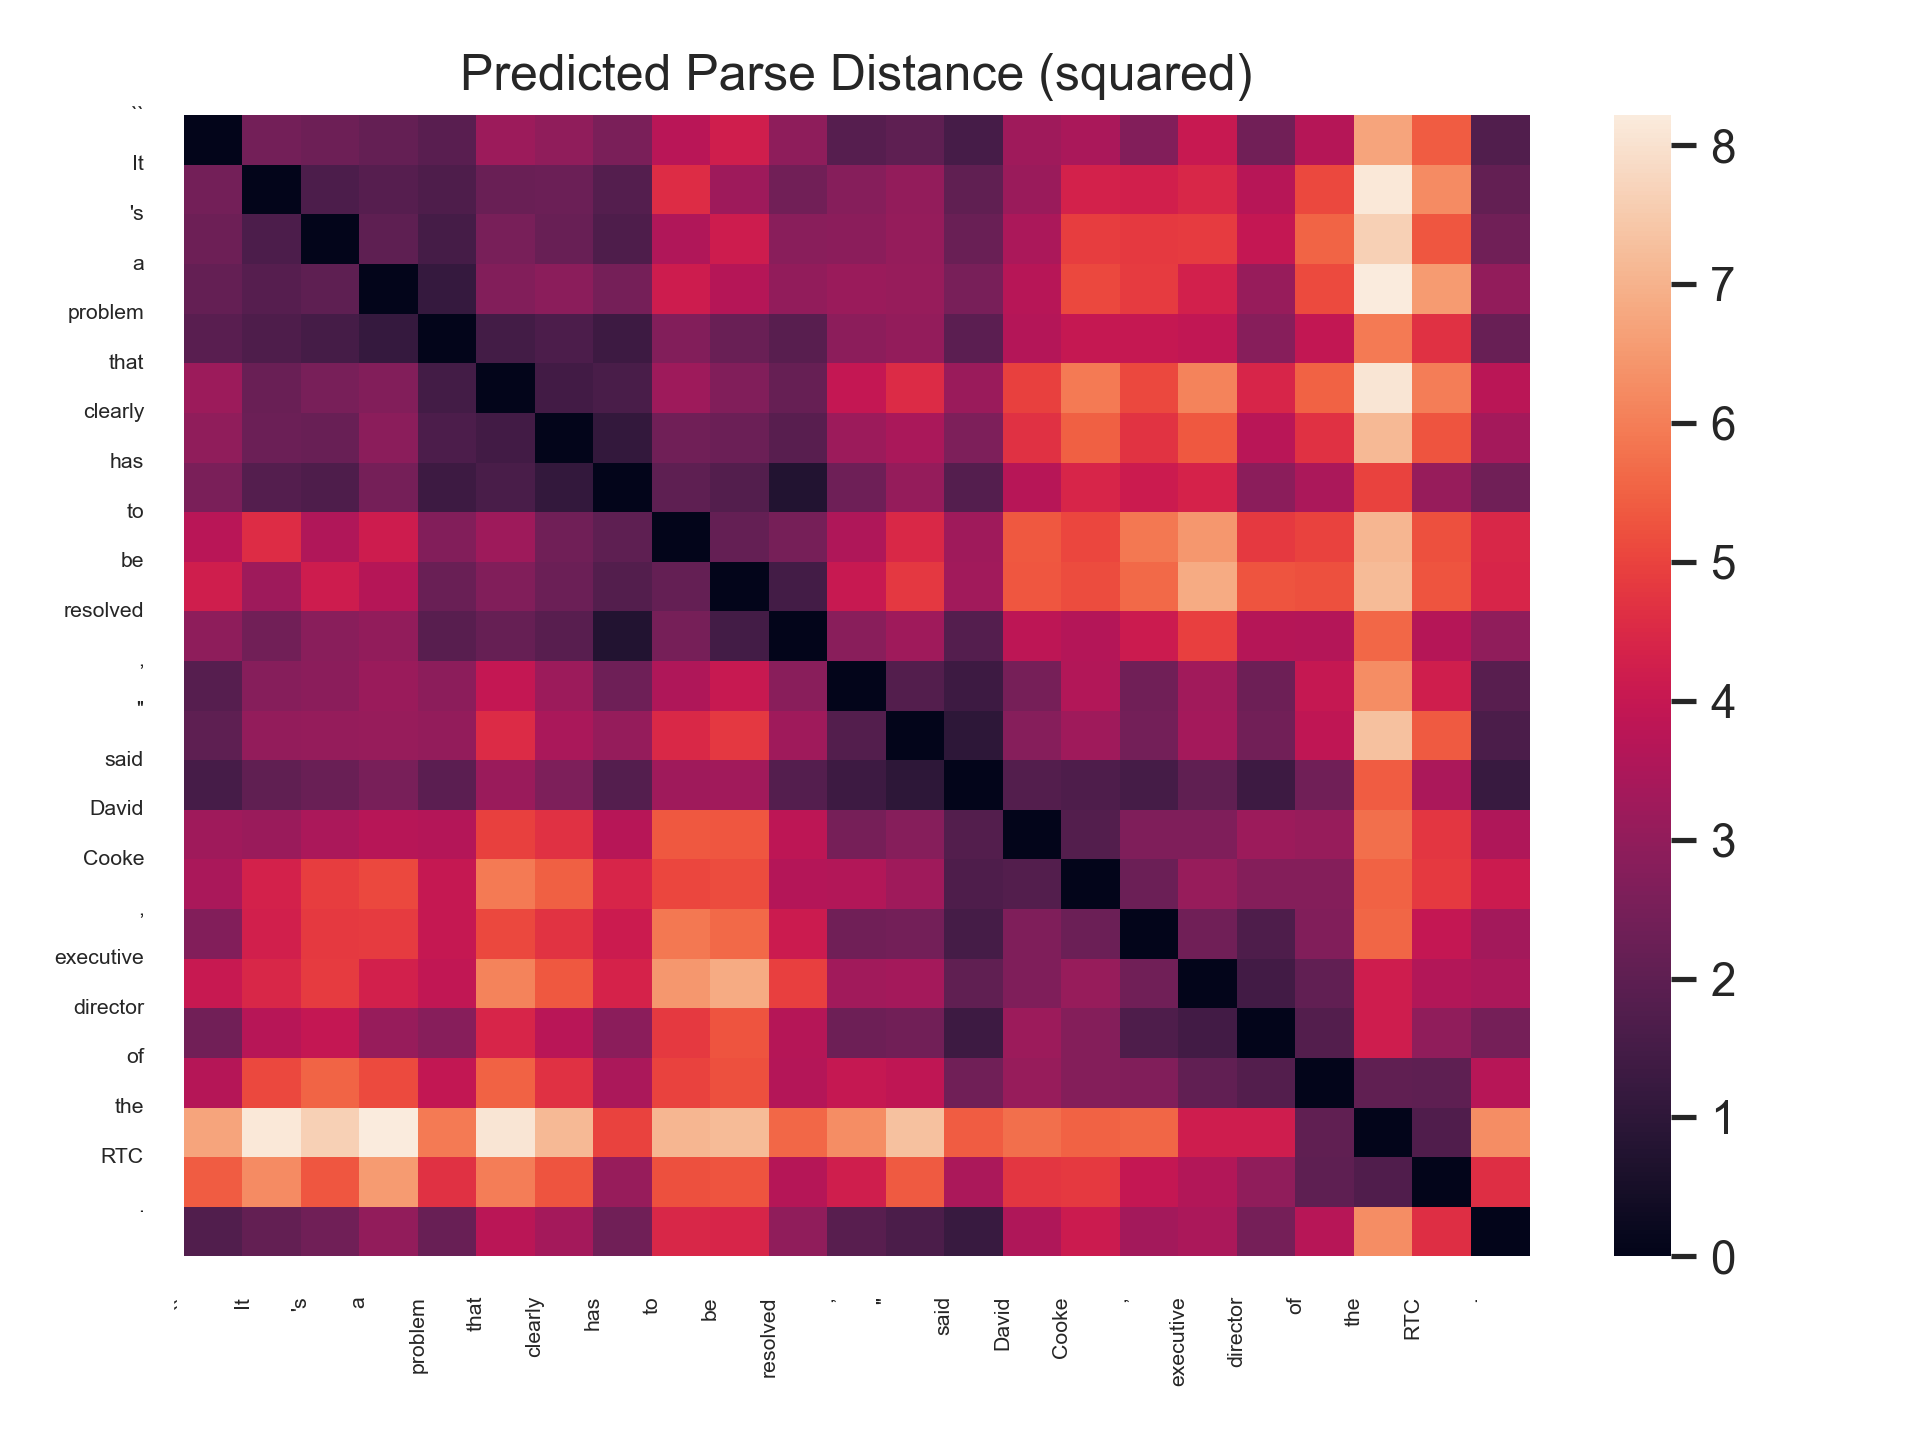 Predicted Parse Distance (squared)
``
It
's
a
problem
that
clearly
has
to
be
resolved
,
"
said
David
Cooke
,
executive
director
of
the
RTC
.
8
7
6
5
4
3
2
1
0
``
It
's
a
problem
that
clearly
has
to
be
resolved
,
"
said
David
Cooke
,
executive
director
of
the
RTC
.